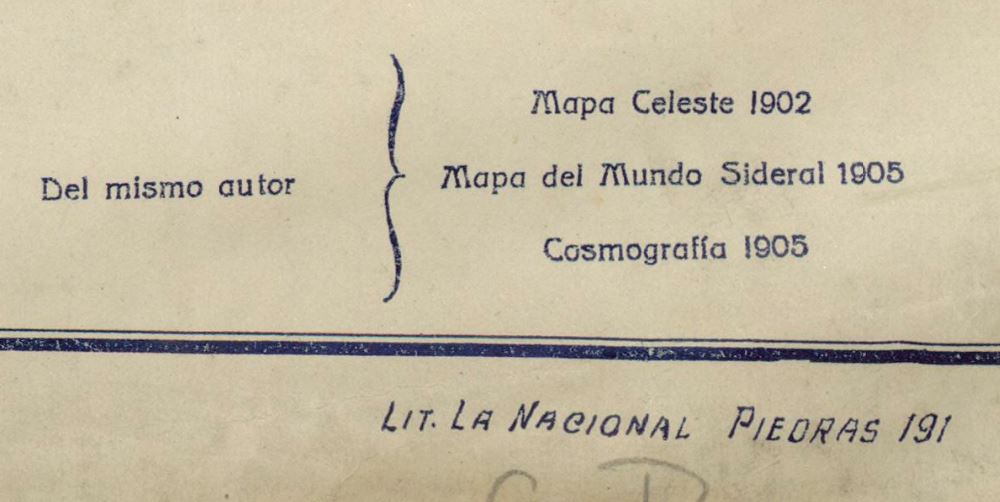 Del mismo autor
Mapa Celeste 1902
Mapa del Mundo Sideral 1905
Cosmografía 1905
LIT. LA NACIONAL PIEDRAS 191